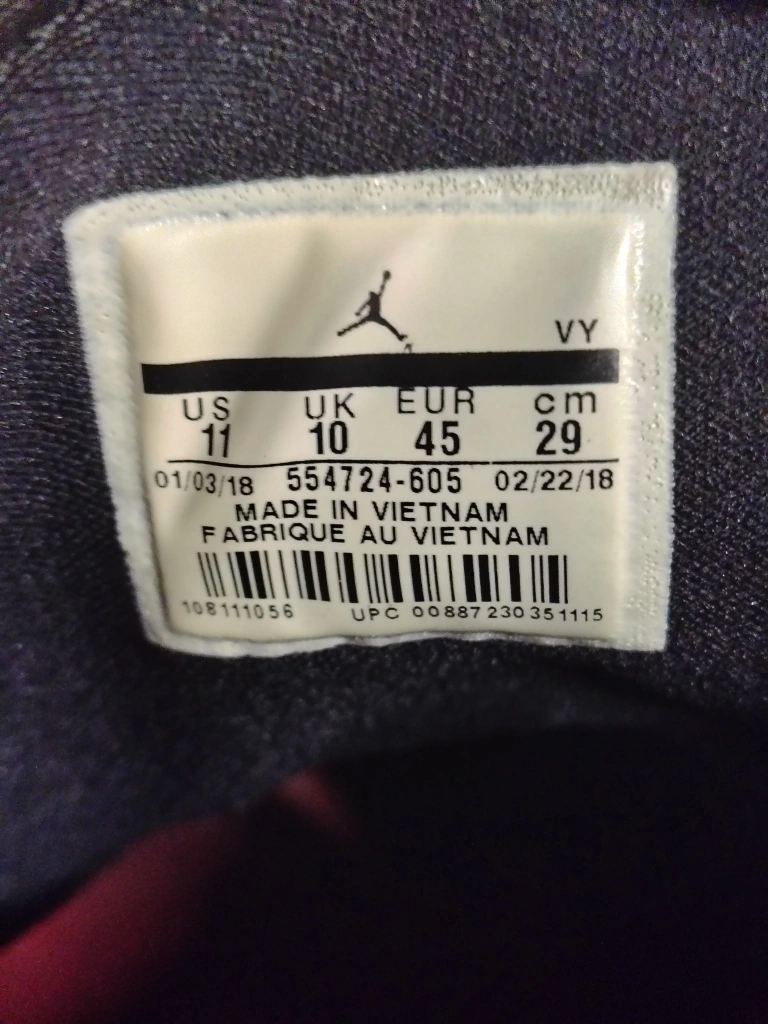 VY
US UK EUR cm
11 10 45 29
01/03/18 554724-605 02/22/18
MADE IN VIETNAM
FABRIQUE AU VIETNAM
108111056 UPC 00887230351115